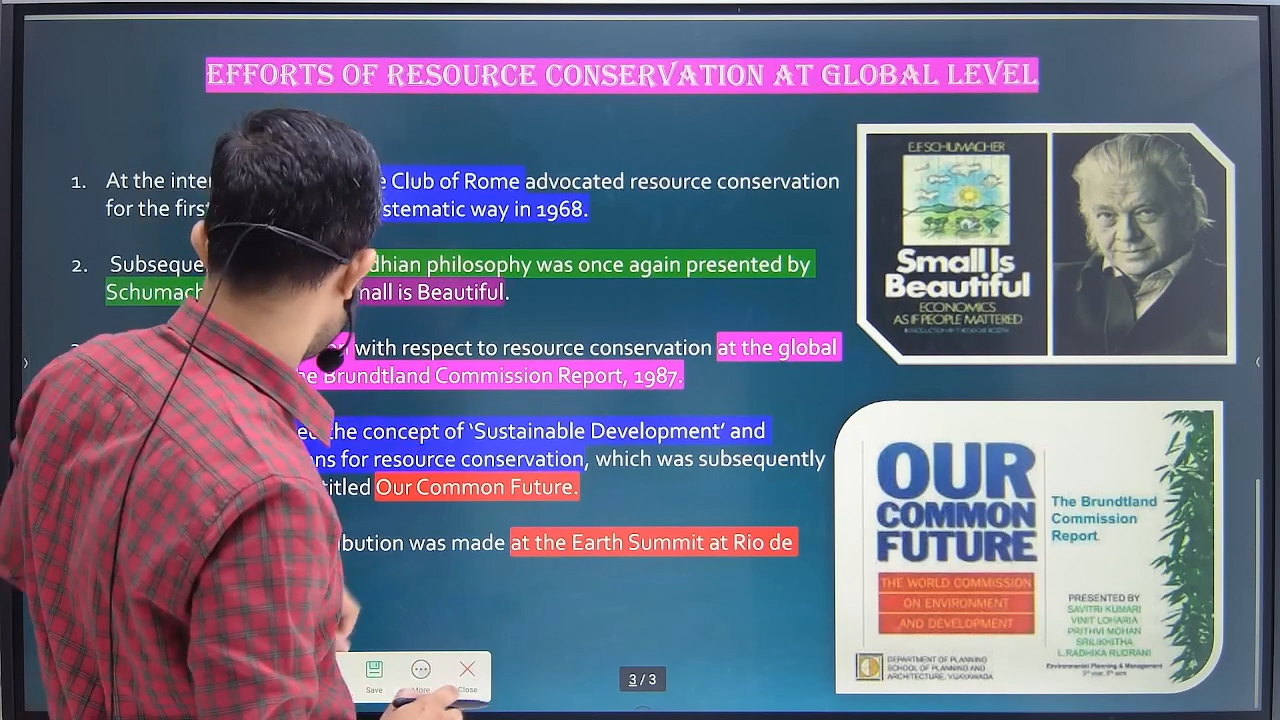 EFFORTS OF RESOURCE CONSERVATION AT GLOBAL LEVEL
1. At the inter
e Club of Rome advocated resource conservation
for the firs
stematic way in 1968.
2. Subseque
dhian philosophy was once again presented by
Schumach
mall is Beautiful.
with respect to resource conservation at the global
e Brundtland Commission Report, 1987.
ed the concept of ‘Sustainable Development’ and
ns for resource conservation, which was subsequently
titled Our Common Future.
bution was made at the Earth Summit at Rio de
E.F. SCHUMACHER
Small Is
Beautiful
ECONOMICS
AS IF PEOPLE MATTERED
OUR
COMMON
FUTURE
THE WORLD COMMISSION
ON ENVIRONMENT
AND DEVELOPMENT
The Brundtland
Commission
Report.
PRESENTED BY
SAVITRI KUMARI
VINIT LOHARIA
PRITHVI MOHAN
SRILIKHITHA
L.RADHIKA RUDRANI
Environmental Planning & Management
DEPARTMENT OF PLANNING
AND
ARCHITECTURE, VIJAYAWADA
Save
More
Close
3 / 3